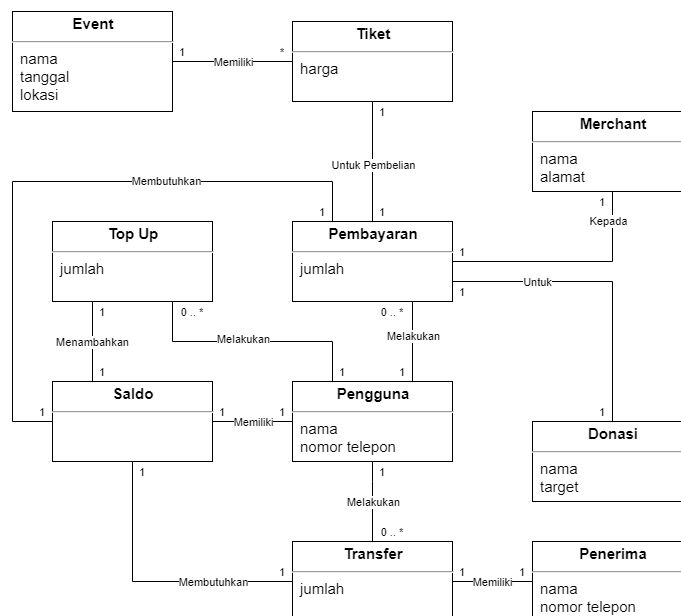 Event
nama
tanggal
lokasi
1
Memiliki
*
Tiket
harga
1
Untuk Pembelian
1
Merchant
nama
alamat
1
Kepada
1
Membutuhkan
1
1
Top Up
jumlah
Pembayaran
jumlah
1
Untuk
1
1
Menambahkan
1
0 .. *
Melakukan
1
0 .. *
Melakukan
1
Saldo
1
Memiliki
1
Pengguna
nama
nomor telepon
Donasi
nama
target
1
Melakukan
0 .. *
1
Membutuhkan
1
Transfer
jumlah
1
Memiliki
1
Penerima
nama
nomor telepon